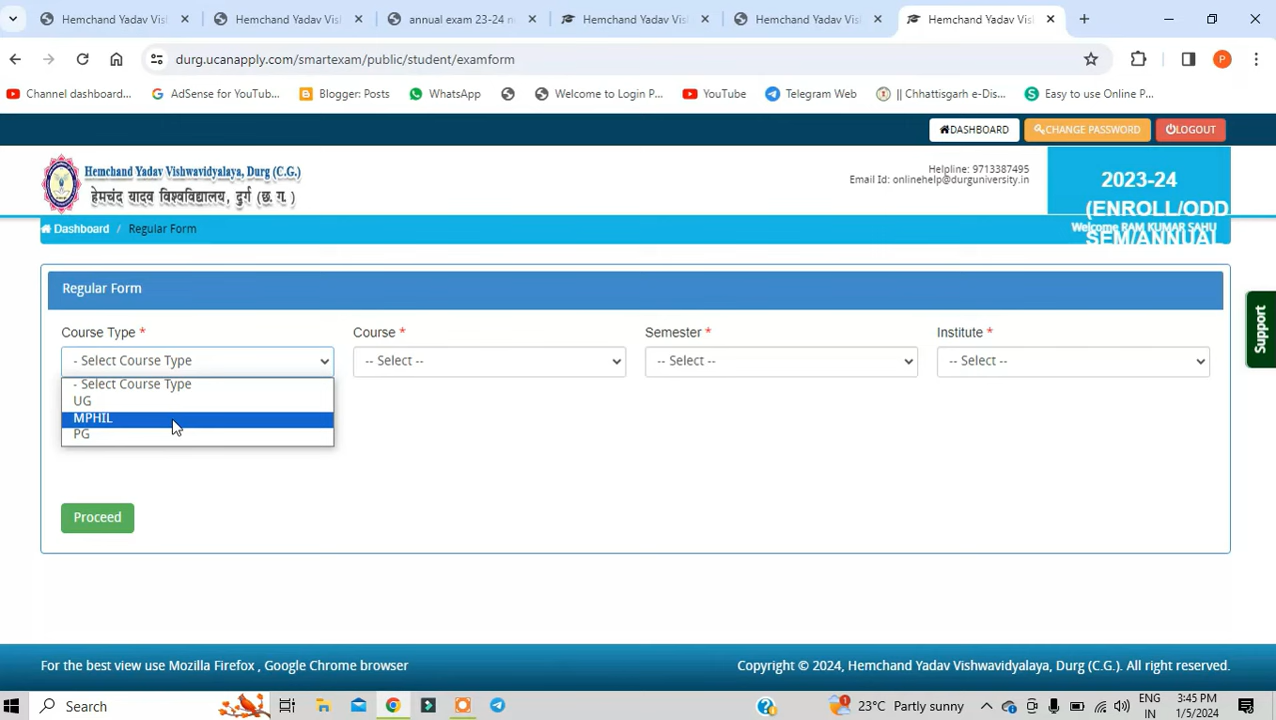 Hemchand Yadav Vis
Hemchand Yadav Vish
annual exam 23-24 n
Hemchand Yadav Vish
Hemchand Yadav Vis
Hemchand Yadav Vis
durg.ucanapply.com/smartexam/public/student/examform
P
Channel dashboard...
AdSense for YouTub...
Blogger: Posts
WhatsApp
Welcome to Login P...
YouTube
Telegram Web
|| Chhattisgarh e-Dis...
Easy to use Online P...
DASHBOARD
CHANGE PASSWORD
LOGOUT
Hemchand Yadav Vishwavidyalaya, Durg (C.G.)
हेमचंद यादव विश्वविद्यालय, दुर्ग (छ. ग.)
Helpline: 9713387495
Email Id: onlinehelp@durguniversity.in
2023-24
(ENROLL/ODD
SEM/ANNUAL
Welcome RAM KUMAR SAHU
Dashboard / Regular Form
Regular Form
Course Type *
Course *
Semester *
Institute *
- Select Course Type
-- Select --
-- Select --
-- Select --
- Select Course Type
UG
MPHIL
PG
Proceed
Support
For the best view use Mozilla Firefox , Google Chrome browser
Copyright © 2024, Hemchand Yadav Vishwavidyalaya, Durg (C.G.). All right reserved.
Search
1
23°C Partly sunny
ENG
IN
3:45 PM
1/5/2024